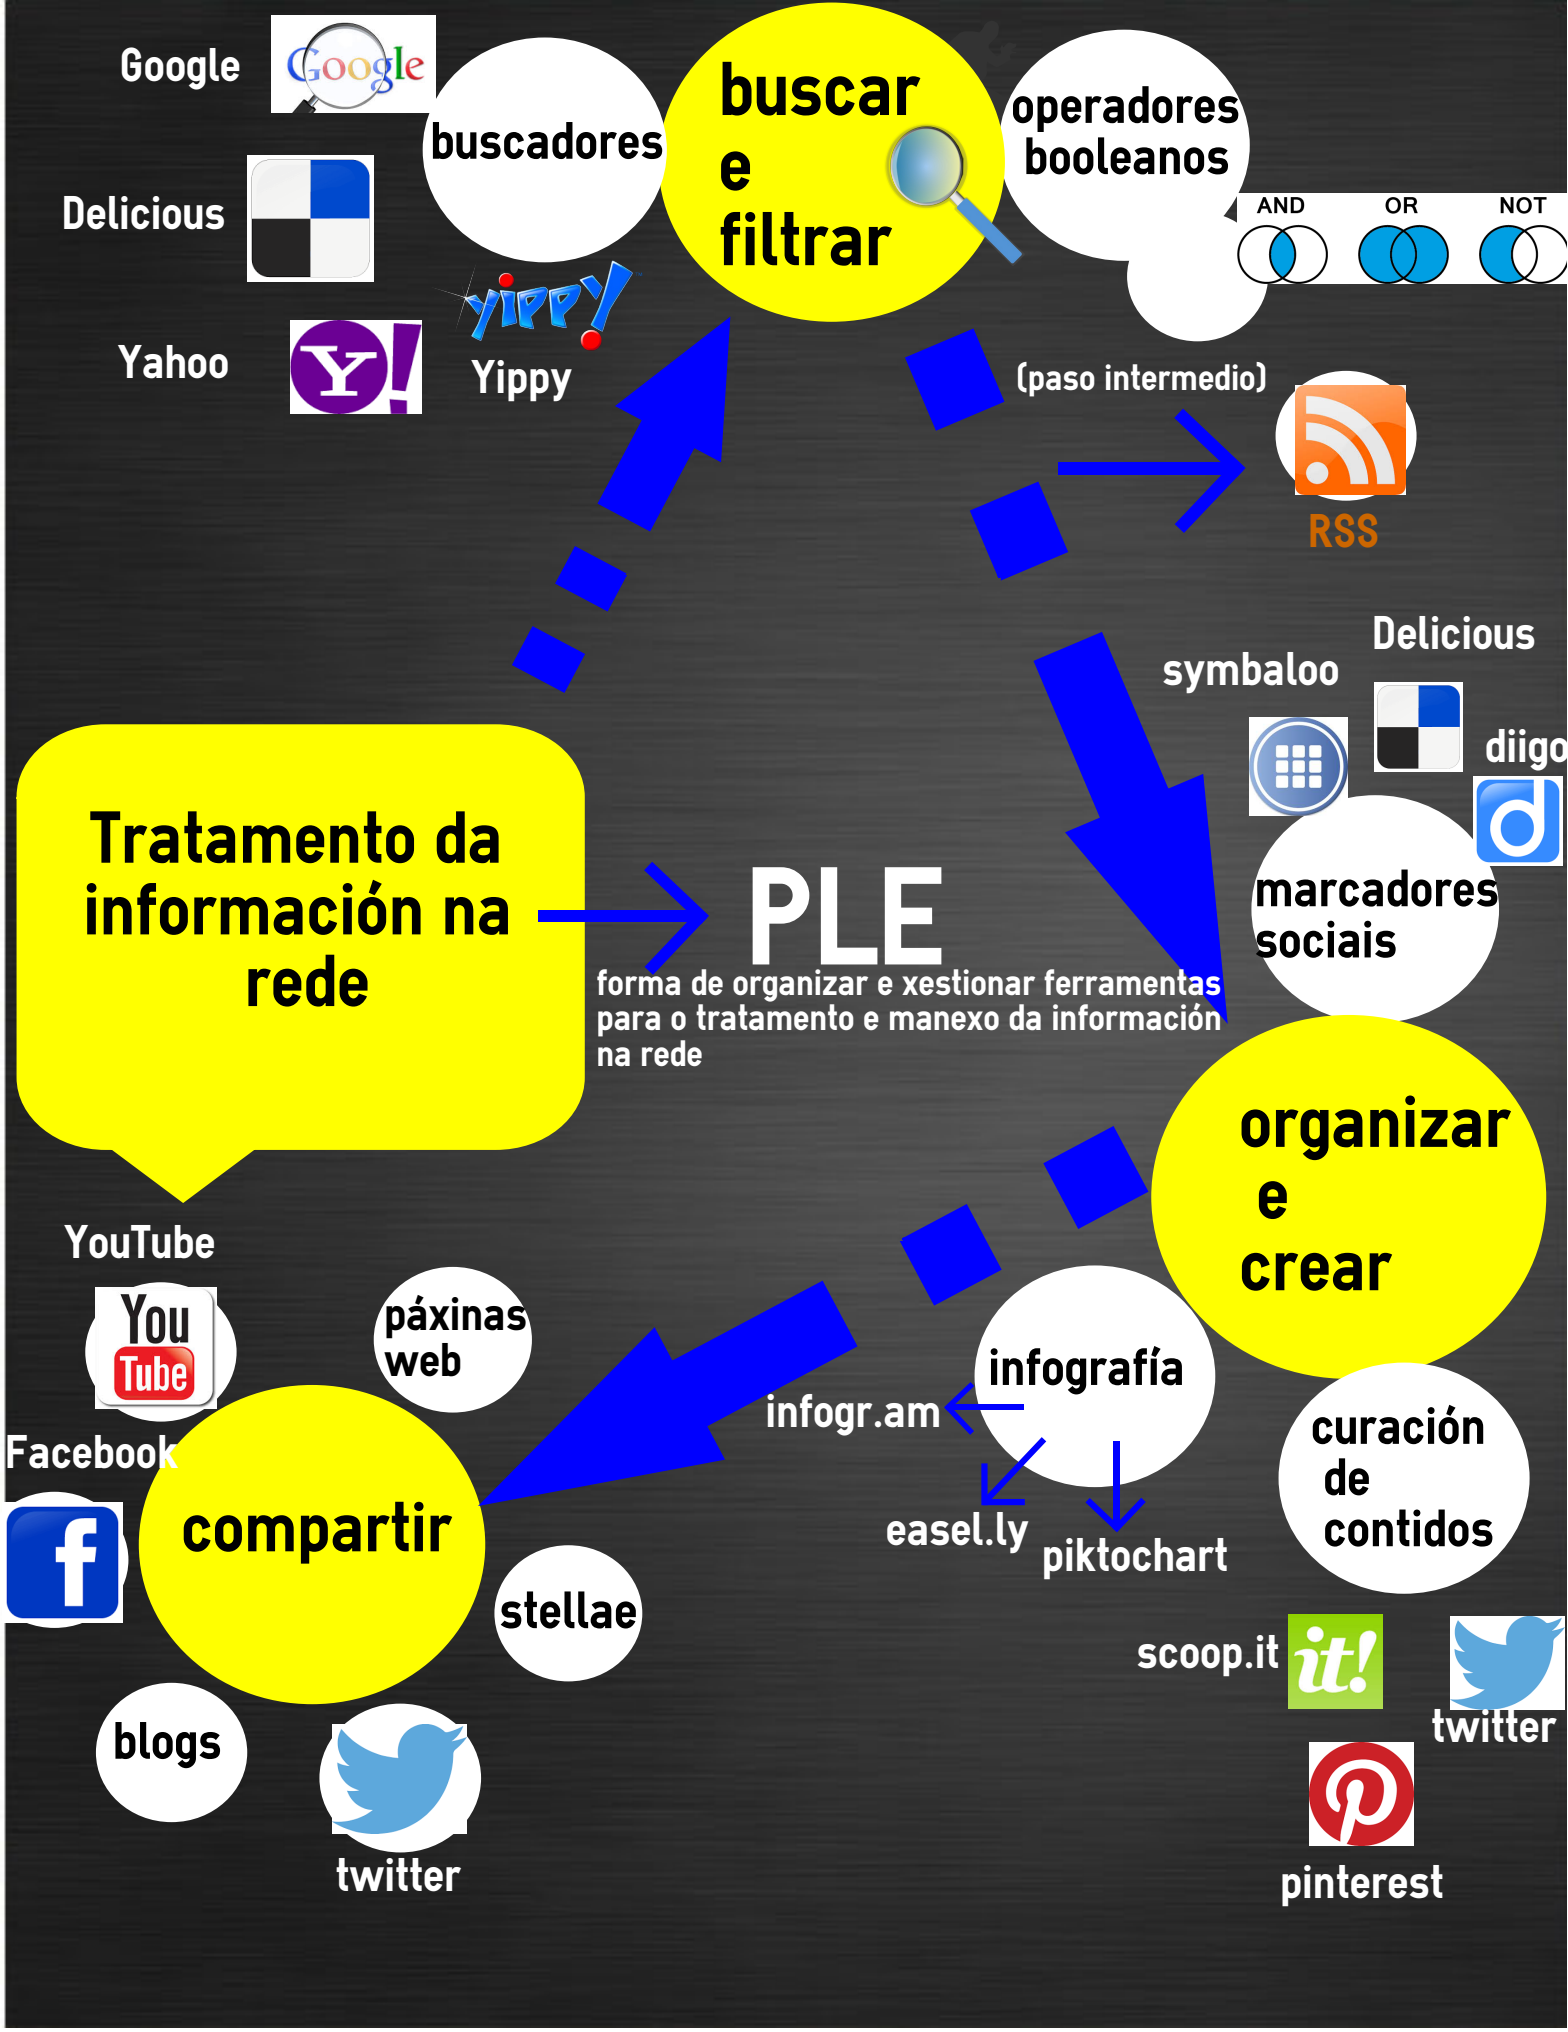 Google
Google
buscadores
Delicious
Yahoo
Y!
yippy
Yippy
buscar
e
filtrar
operadores
booleanos
AND OR NOT
(paso intermedio)
RSS
Tratamento da
información na
rede
PLE
forma de organizar e xestionar ferramentas
para o tratamento e manexo da información
na rede
symbaloo
Delicious
diigo
d
marcadores
sociais
organizar
e
crear
infografía
infogr.am
easel.ly
piktochart
curación
de
contidos
scoop.it
it!
twitter
pinterest
YouTube
You
Tube
páxinas
web
Facebook
f
compartir
stellae
blogs
twitter